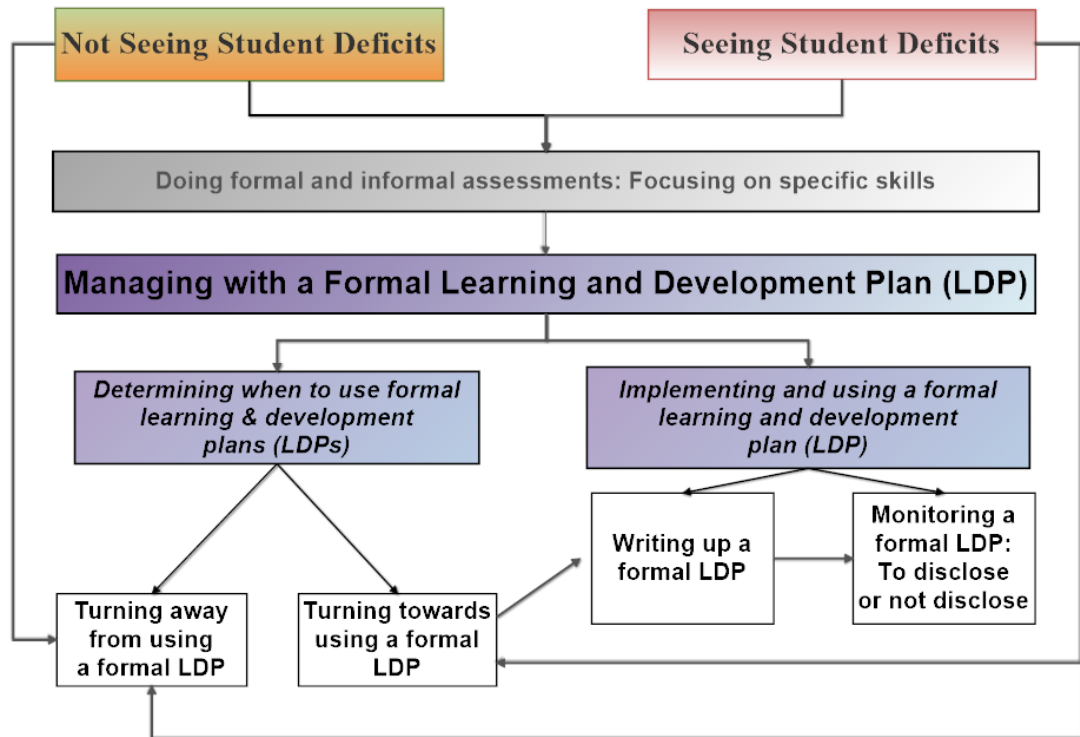 Not Seeing Student Deficits
Seeing Student Deficits
Doing formal and informal assessments: Focusing on specific skills
Managing with a Formal Learning and Development Plan (LDP)
Determining when to use formal
learning & development
plans (LDPs)
Implementing and using a formal
learning and development
plan (LDP)
Turning away
from using
a formal LDP
Turning towards
using a formal
LDP
Writing up a
formal LDP
Monitoring a
formal LDP:
To disclose
or not disclose